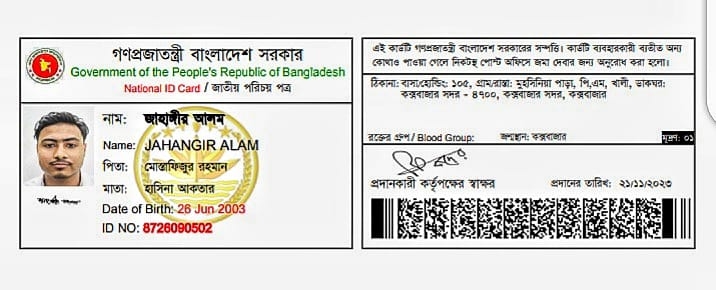 গণপ্রজাতন্ত্রী বাংলাদেশ সরকার
Government of the People's Republic of Bangladesh
National ID Card / জাতীয় পরিচয় পত্র
নাম: জাহাঙ্গীর আলম
Name: JAHANGIR ALAM
পিতা: মোস্তাফিজুর রহমান
মাতা: হাসিনা আকতার
Date of Birth: 26 Jun 2003
ID NO: 8726090502
এই কার্ডটি গণপ্রজাতন্ত্রী বাংলাদেশ সরকারের সম্পত্তি। কার্ডটি ব্যবহারকারী ব্যতীত অন্য
কোথাও পাওয়া গেলে নিকটস্থ পোস্ট অফিসে জমা দেবার জন্য অনুরোধ করা হলো।
ঠিকানা: বাসা/হোল্ডিং: ১০৫, গ্রাম/রাস্তা: মুহসিনিয়া পাড়া, পি,এম, খালী, ডাকঘর:
কক্সবাজার সদর - ৪৭০০, কক্সবাজার সদর, কক্সবাজার
রক্তের গ্রুপ / Blood Group: জন্মস্থান: কক্সবাজার মুদ্রণ: ০১
প্রদানকারী কর্তৃপক্ষের স্বাক্ষর প্রদানের তারিখ: ২১/১১/২০২৩